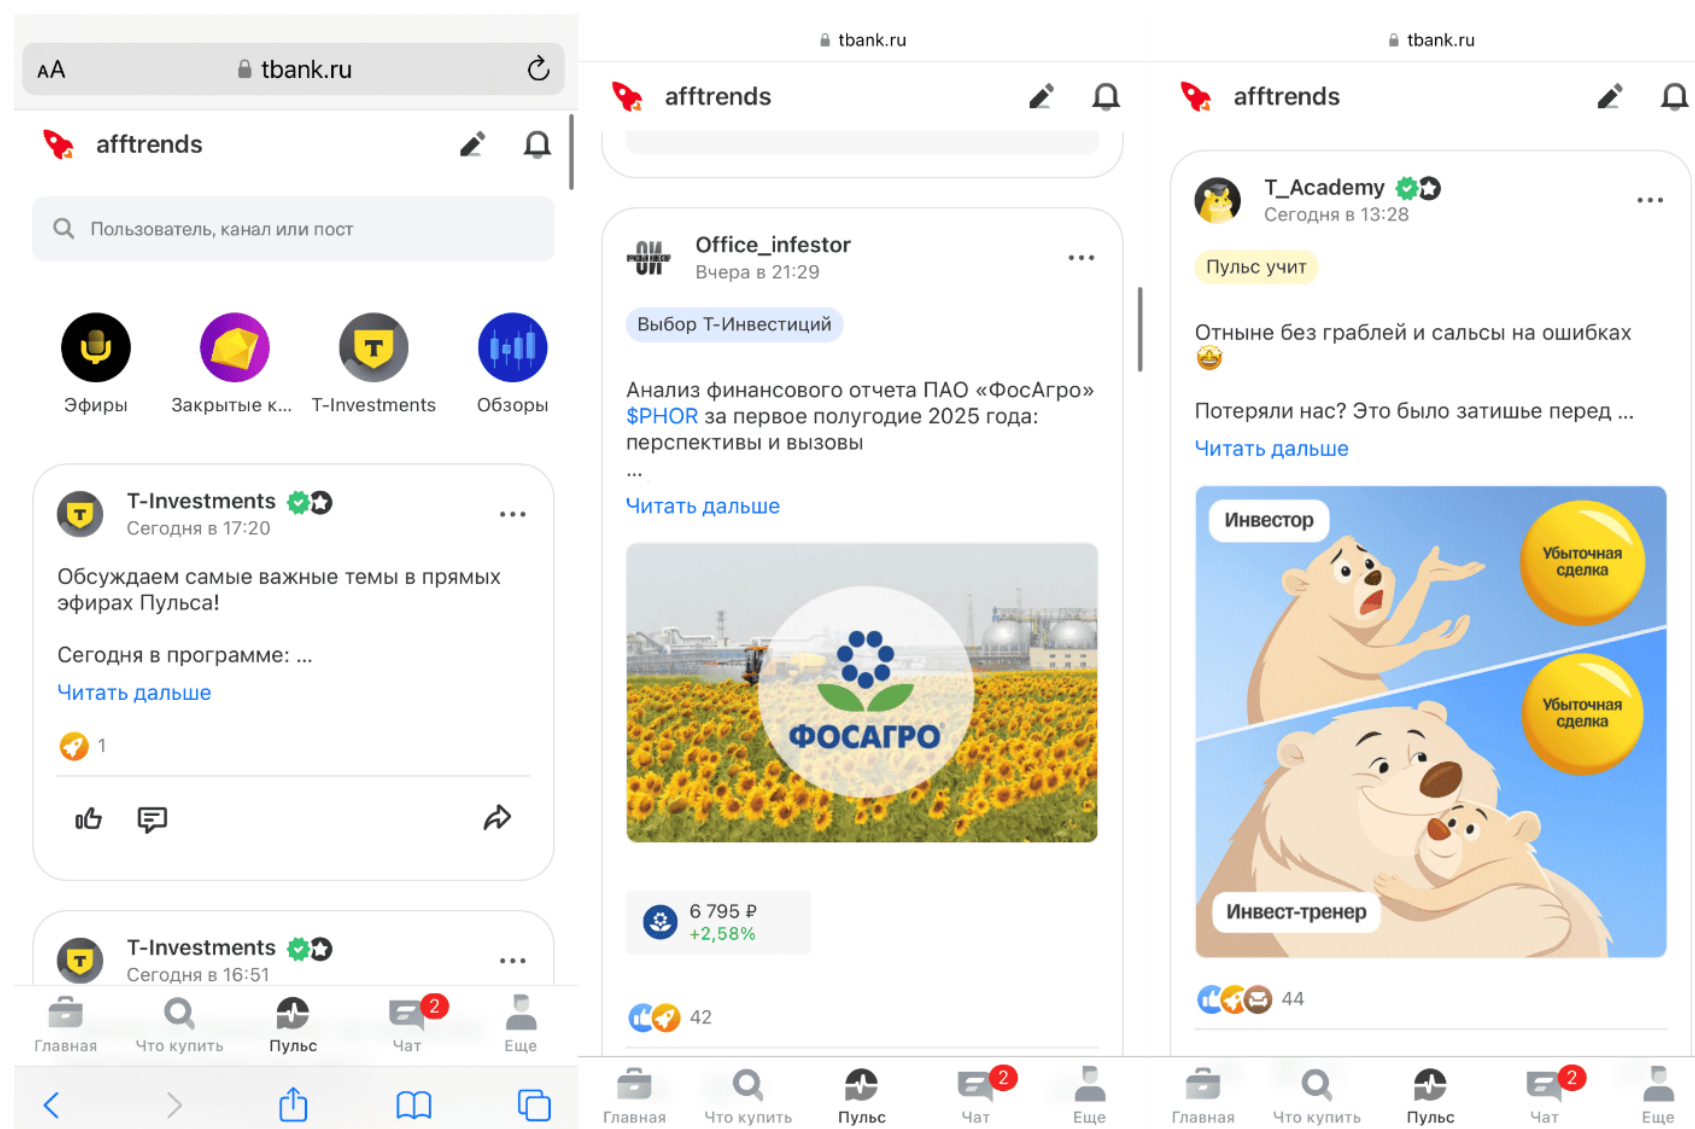 AA
tbank.ru
afftrends
Пользователь, канал или пост
Эфиры
Закрытые к...
T-Investments
Обзоры
T-Investments
Сегодня в 17:20
Обсуждаем самые важные темы в прямых
эфирах Пульса!
Сегодня в программе: ...
Читать дальше
1
T-Investments
Сегодня в 16:51
Главная
Что купить
Пульс
2
Чат
Еще
tbank.ru
afftrends
ОИ
Office_infestor
Вчера в 21:29
Выбор Т-Инвестиций
Анализ финансового отчета ПАО «ФосАгро»
$PHOR за первое полугодие 2025 года:
перспективы и вызовы
...
Читать дальше
ФОСАГРО
6 795 ₽
+2,58%
42
Главная
Что купить
Пульс
2
Чат
Еще
tbank.ru
afftrends
T_Academy
Сегодня в 13:28
Пульс учит
Отныне без граблей и сальсы на ошибках
🤩
Потеряли нас? Это было затишье перед ...
Читать дальше
Инвестор
Убыточная
сделка
Убыточная
сделка
Инвест-тренер
44
Главная
Что купить
Пульс
2
Чат
Еще